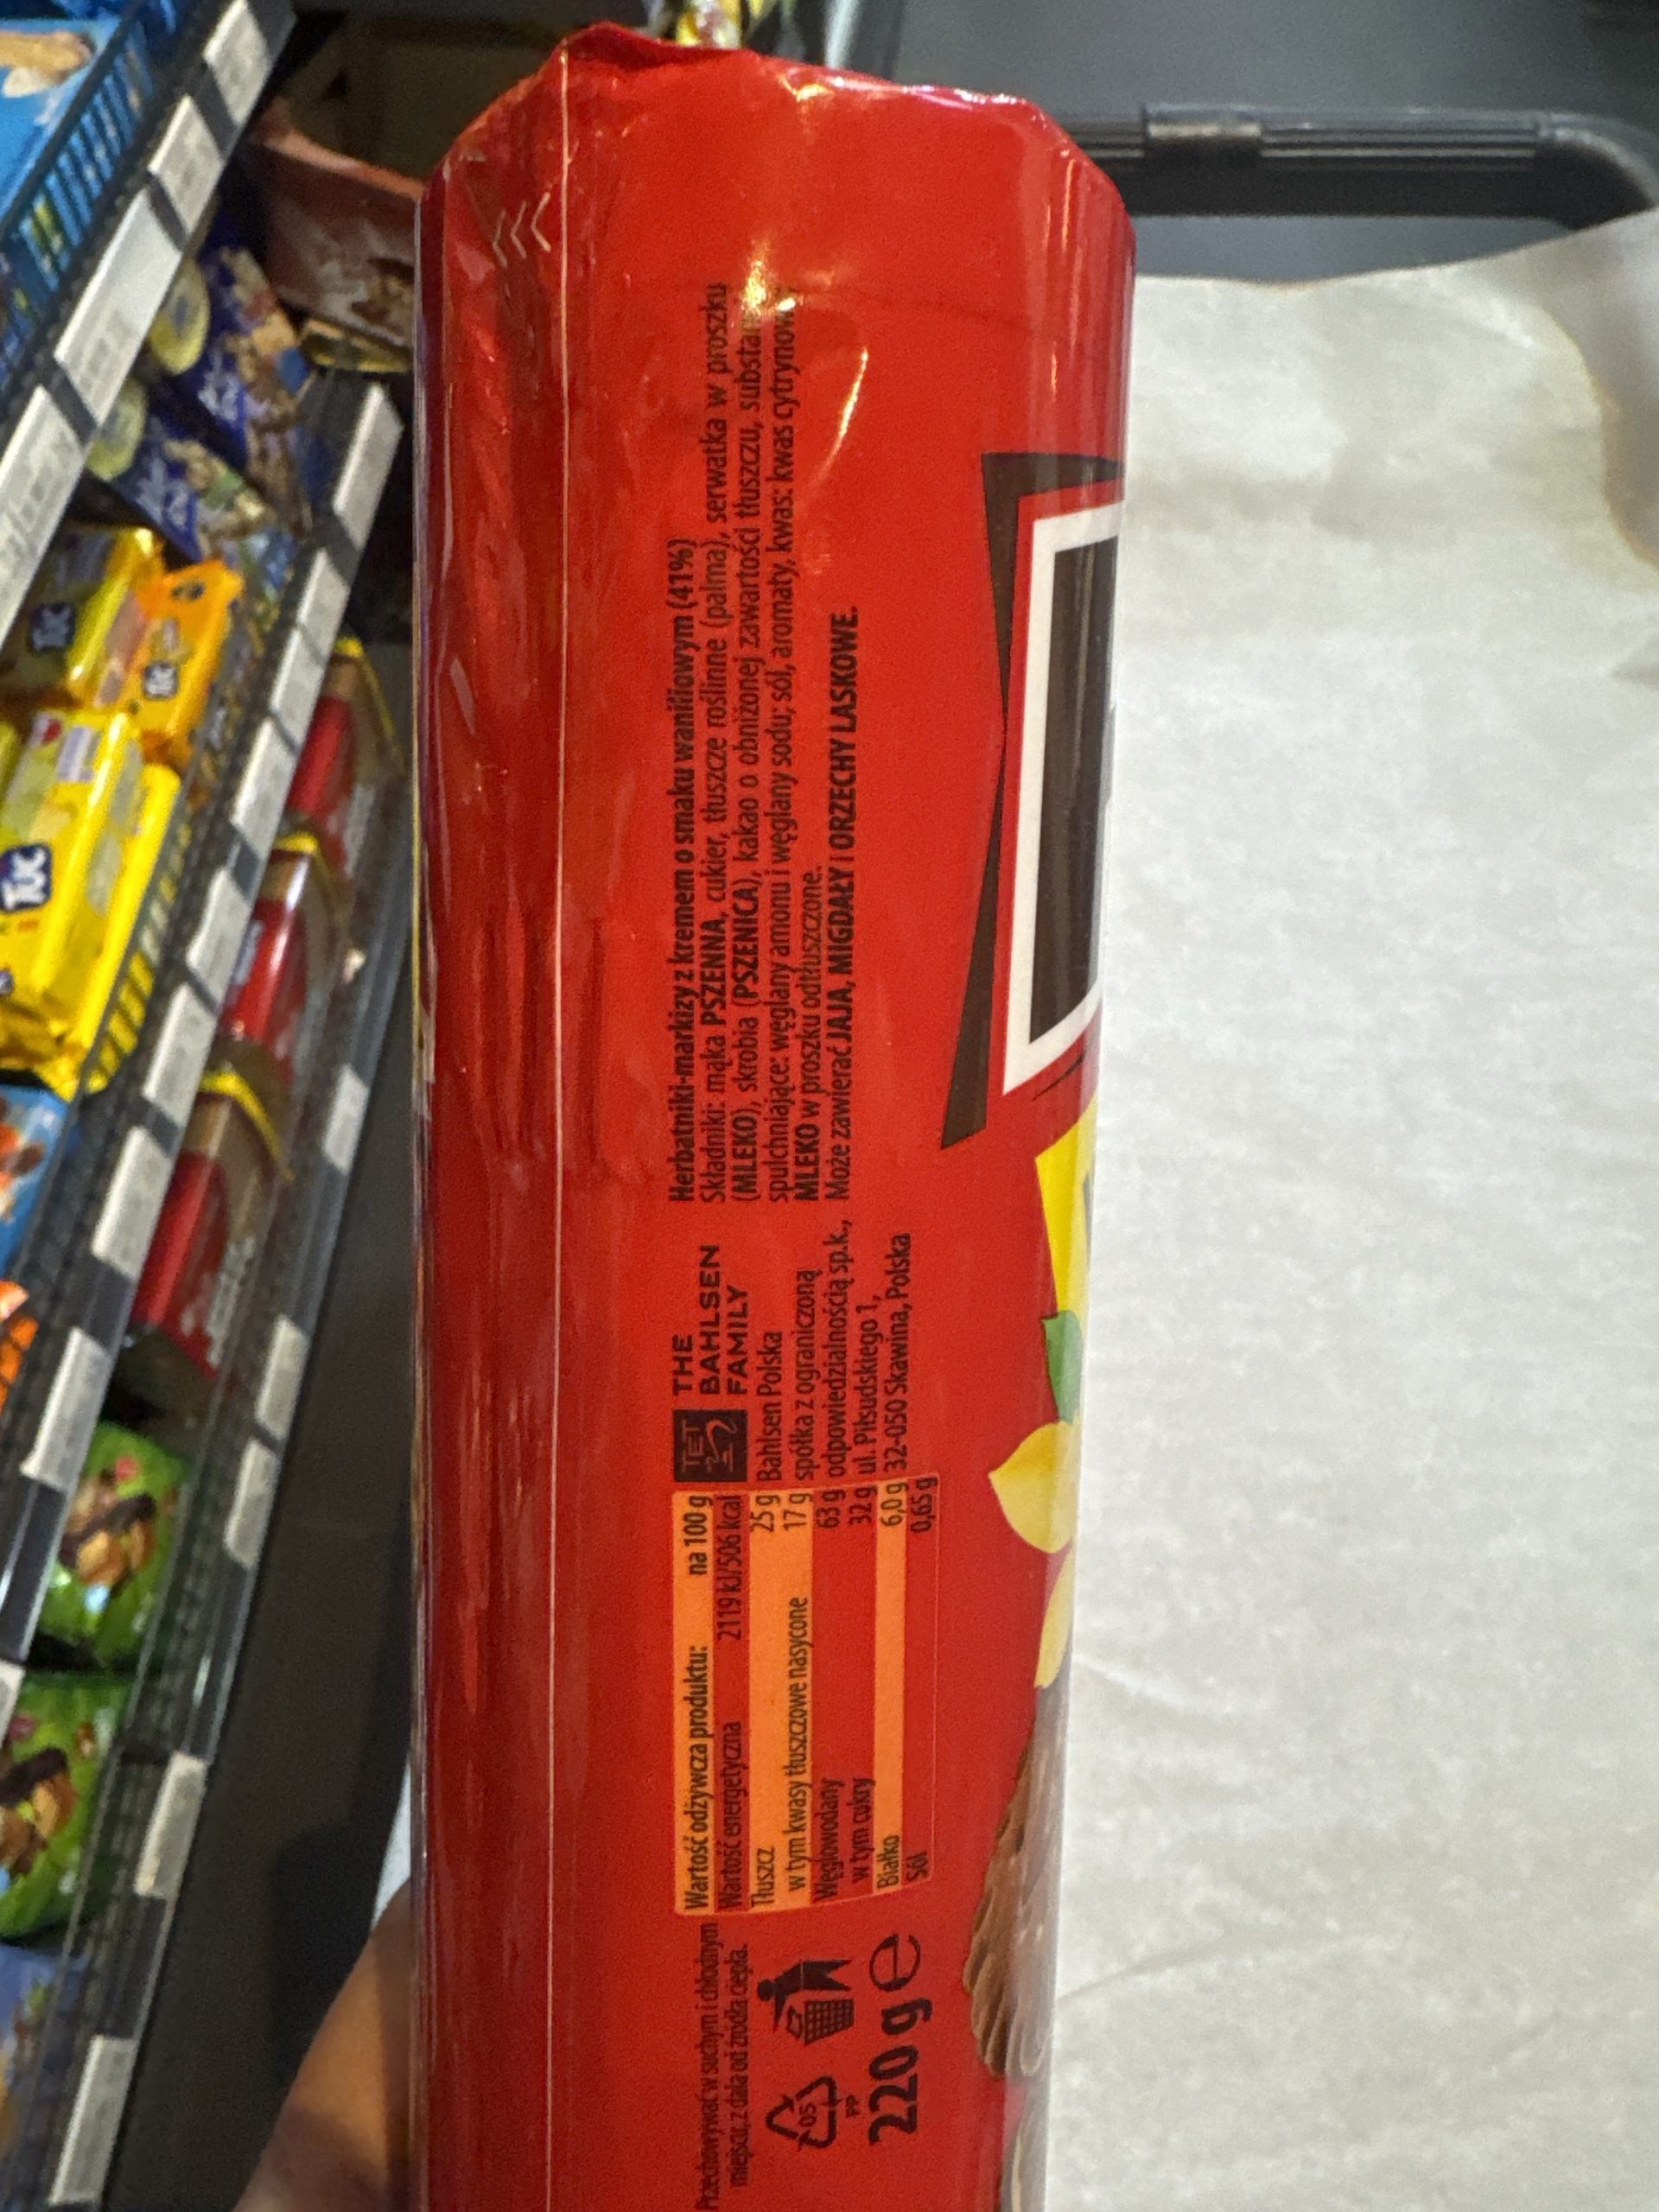 Herbatniki-markizy z kremem o smaku waniliowym (41%)
Składniki: mąka PSZENNA, cukier, tłuszcze roślinne (palma), serwatka w proszku
(MLEKO), skrobia (PSZENICA), kakao o obniżonej zawartości tłuszczu,
spulchniające: węglany amonu i węglany sodu; sól, aromaty, kwas: kwas
MLEKO w proszku odtłuszczone.
Może zawierać JAJA, MIGDAŁY i ORZECHY LASKOWE.
TET
THE
BAHLSEN
FAMILY
Bahlsen Polska
spółka z ograniczoną
odpowiedzialnością sp.k.,
ul. Piłsudskiego 1,
32-050 Skawina, Polska
Wartość odżywcza produktu: na 100 g
Wartość energetyczna 2119 kJ/506 kcal
Tłuszcz 25 g
w tym kwasy tłuszczowe nasycone 17 g
Węglowodany 63 g
w tym cukry 32 g
Białko 6,0 g
Sól 0,65 g
Przechowywać w suchym i chłodnym
miejscu, z dala od źródła ciepła.
05
PP
220 g e
TUC
TUC
TUC